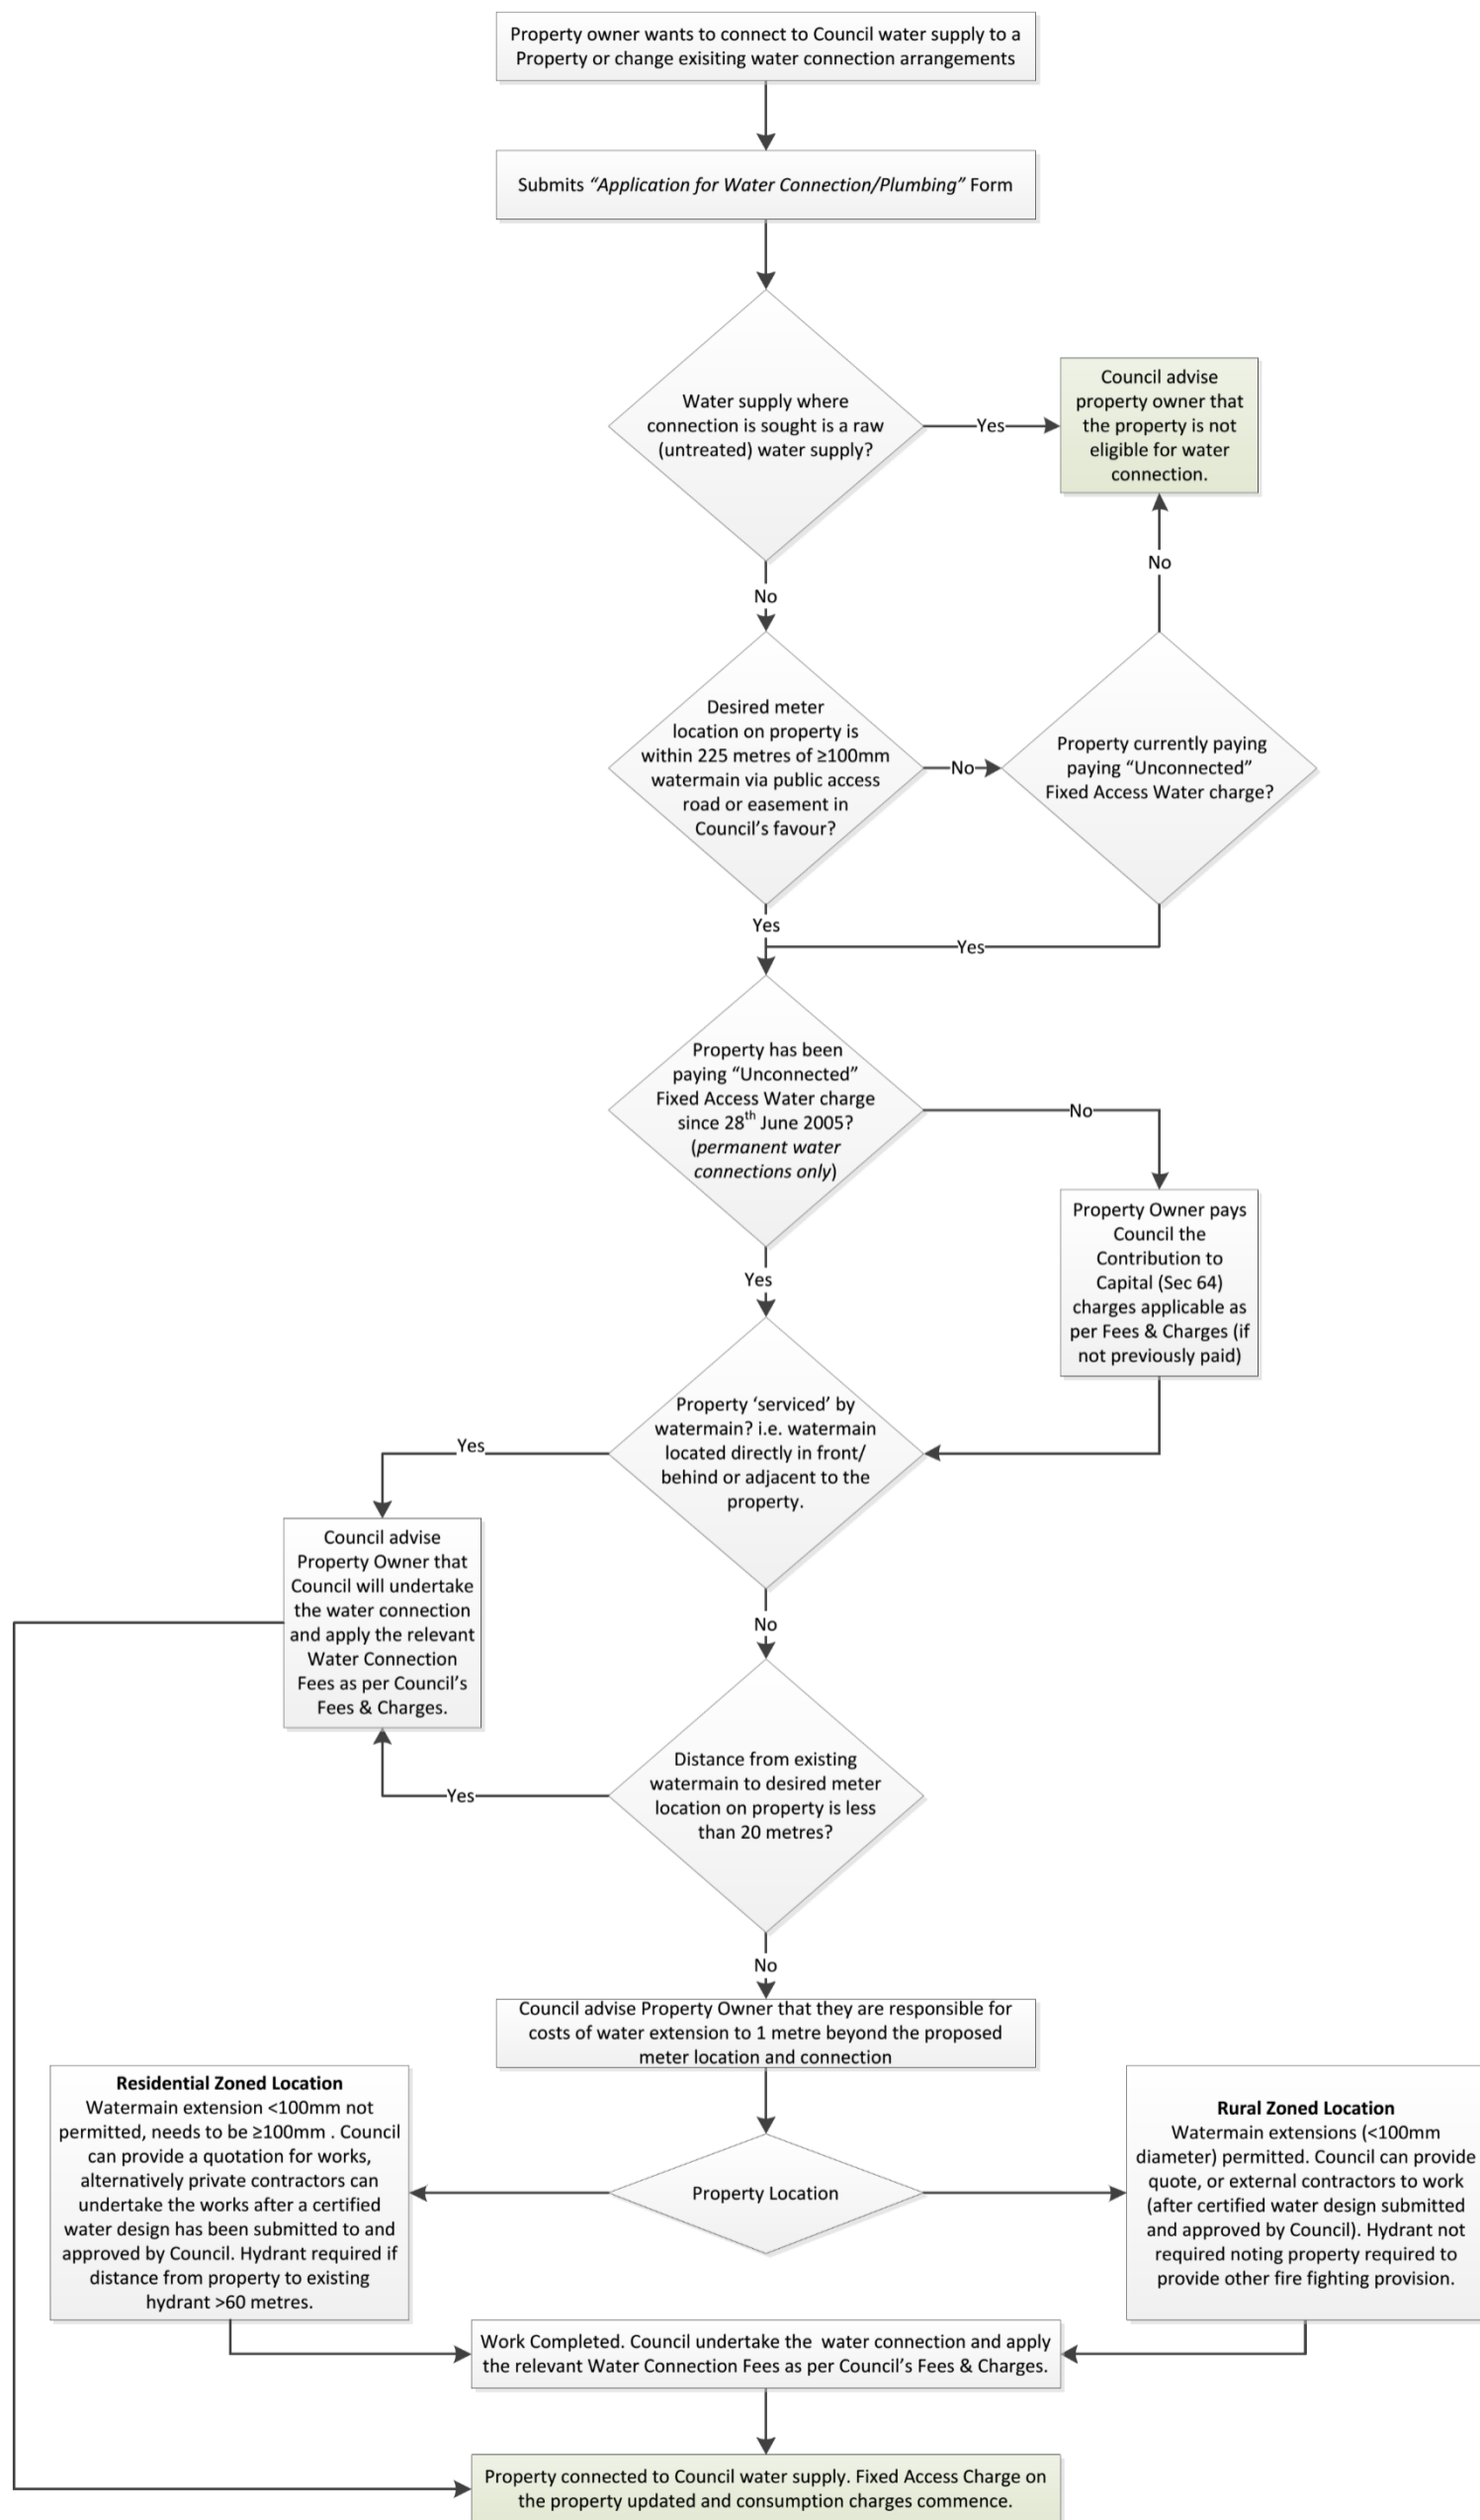 Property owner wants to connect to Council water supply to a
Property or change exisiting water connection arrangements
Submits “Application for Water Connection/Plumbing” Form
Water supply where
connection is sought is a raw
(untreated) water supply?
Yes
Council advise
property owner that
the property is not
eligible for water
connection.
No
No
Desired meter
location on property is
within 225 metres of ≥100mm
watermain via public access
road or easement in
Council’s favour?
No
Property currently paying
paying “Unconnected”
Fixed Access Water charge?
Yes
Yes
Property has been
paying “Unconnected”
Fixed Access Water charge
since 28th June 2005?
(permanent water
connections only)
No
Property Owner pays
Council the
Contribution to
Capital (Sec 64)
charges applicable as
per Fees & Charges (if
not previously paid)
Yes
Property ‘serviced’ by
watermain? i.e. watermain
located directly in front/
behind or adjacent to the
property.
Yes
Council advise
Property Owner that
Council will undertake
the water connection
and apply the relevant
Water Connection
Fees as per Council’s
Fees & Charges.
No
Distance from existing
watermain to desired meter
location on property is less
than 20 metres?
Yes
No
Council advise Property Owner that they are responsible for
costs of water extension to 1 metre beyond the proposed
meter location and connection
Residential Zoned Location
Watermain extension <100mm not
permitted, needs to be ≥100mm . Council
can provide a quotation for works,
alternatively private contractors can
undertake the works after a certified
water design has been submitted to and
approved by Council. Hydrant required if
distance from property to existing
hydrant >60 metres.
Property Location
Rural Zoned Location
Watermain extensions (<100mm
diameter) permitted. Council can provide
quote, or external contractors to work
(after certified water design submitted
and approved by Council). Hydrant not
required noting property required to
provide other fire fighting provision.
Work Completed. Council undertake the  water connection and apply
the relevant Water Connection Fees as per Council’s Fees & Charges.
Property connected to Council water supply. Fixed Access Charge on
the property updated and consumption charges commence.